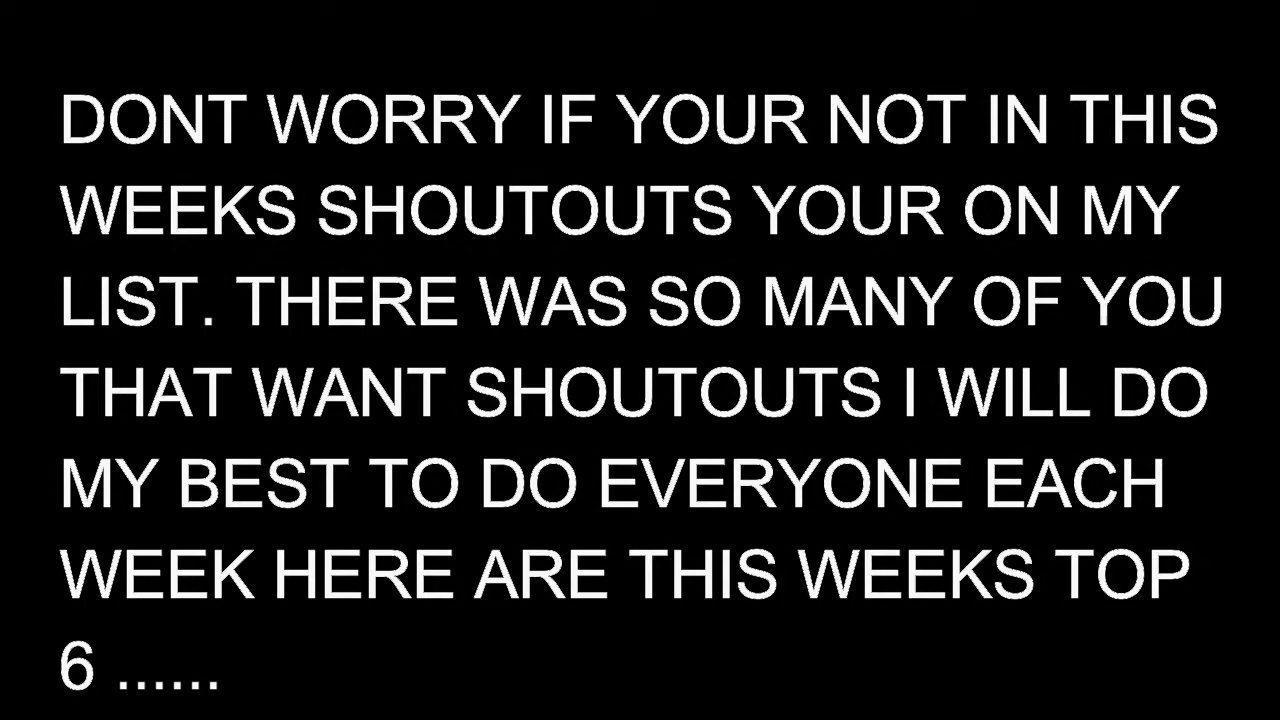 DONT WORRY IF YOUR NOT IN THIS
WEEKS SHOUTOUTS YOUR ON MY
LIST. THERE WAS SO MANY OF YOU
THAT WANT SHOUTOUTS I WILL DO
MY BEST TO DO EVERYONE EACH
WEEK HERE ARE THIS WEEKS TOP
6 ......